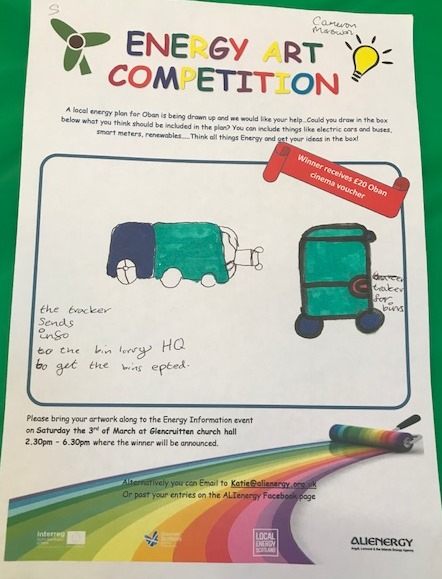 S
Cameron
ENERGY ART
COMPETITION
A local energy plan for Oban is being drawn up and we would like your help...Could you draw in the box
below what you think should be included in the plan? You can include things like electric cars and buses,
smart meters, renewables.....Think all things Energy and get your ideas in the box!
Winner receives £20 Oban
cinema voucher
tracker
for
bins
the tracker
Sends
info
to the bin lorry HQ
to get the bins epted.
Please bring your artwork along to the Energy Information event
on Saturday the 3rd of March at Glencruitten church hall
2.30pm - 6.30pm where the winner will be announced.
Alternatively you can Email to Katie@alienergy.org.uk
Or post your entries on the ALIenergy Facebook page
Interreg
LOCAL
ENERGY
SCOTLAND
ALIENERGY
Argyll, Lomond & the Islands Energy Agency